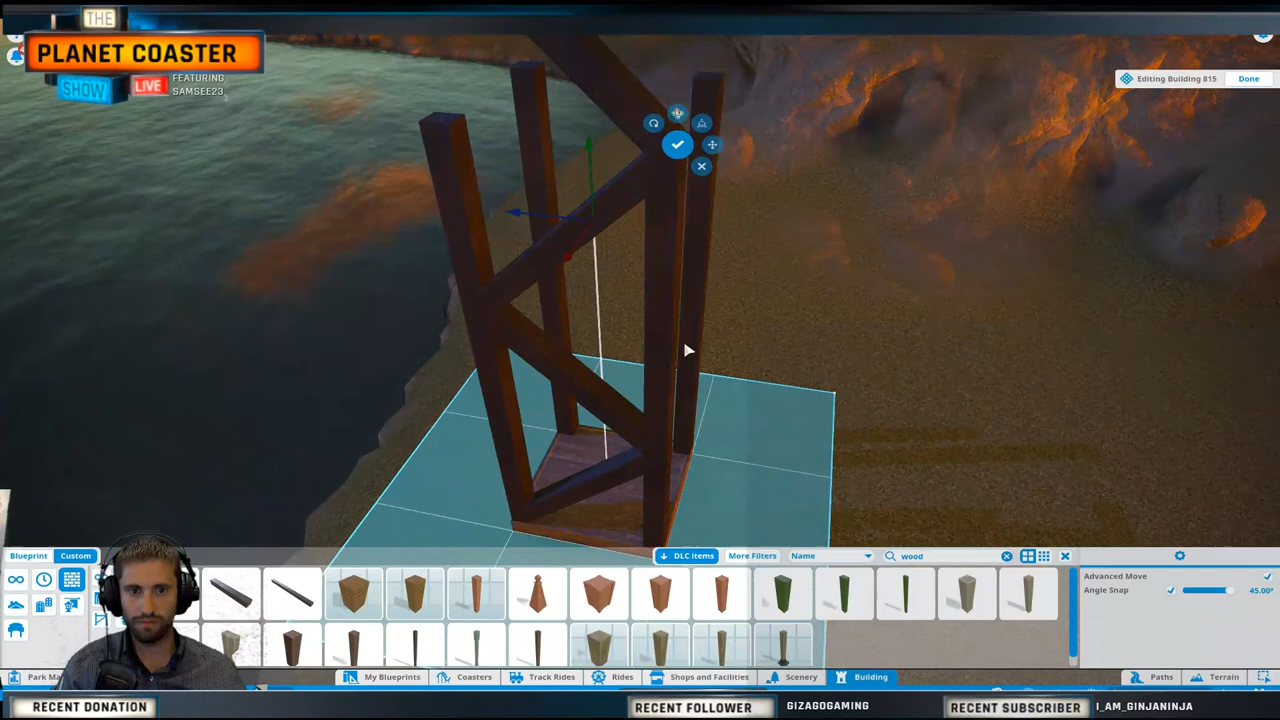 THE
PLANET COASTER
SHOW
LIVE
FEATURING
SAMSEE23
Editing Building 815
Done
Blueprint
Custom
DLC items
More Filters
Name
wood
Advanced Move
Angle Snap
45.00°
Park Ma
My Blueprints
Coasters
Track Rides
Rides
Shops and Facilities
Scenery
Building
Paths
Terrain
RECENT DONATION
RECENT FOLLOWER
GIZAGOGAMING
RECENT SUBSCRIBER
I_AM_GINJANINJA